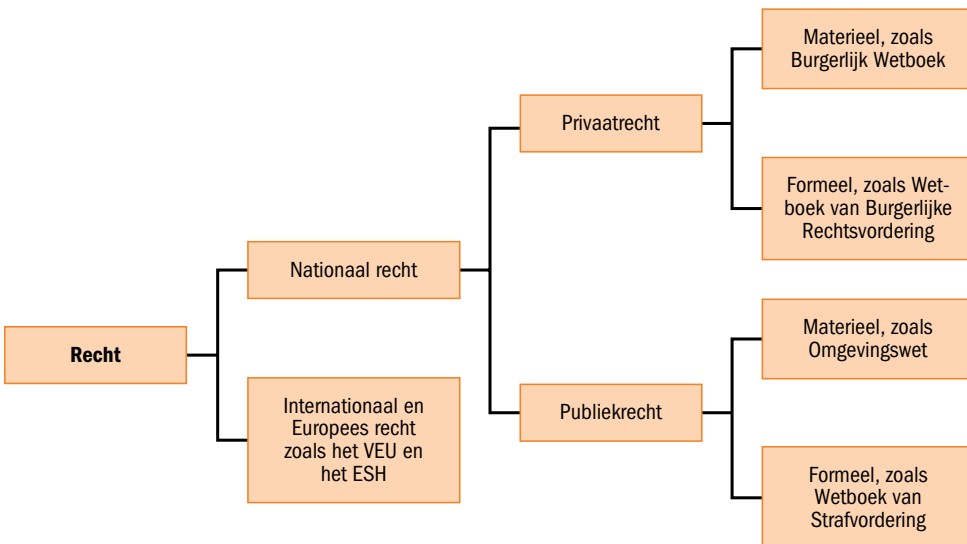 Recht
Nationaal recht
Internationaal en
Europees recht
zoals het VEU en
het ESH
Privaatrecht
Publiekrecht
Materieel, zoals
Burgerlijk Wetboek
Formeel, zoals Wet-
boek van Burgerlijke
Rechtsvordering
Materieel, zoals
Omgevingswet
Formeel, zoals
Wetboek van
Strafvordering